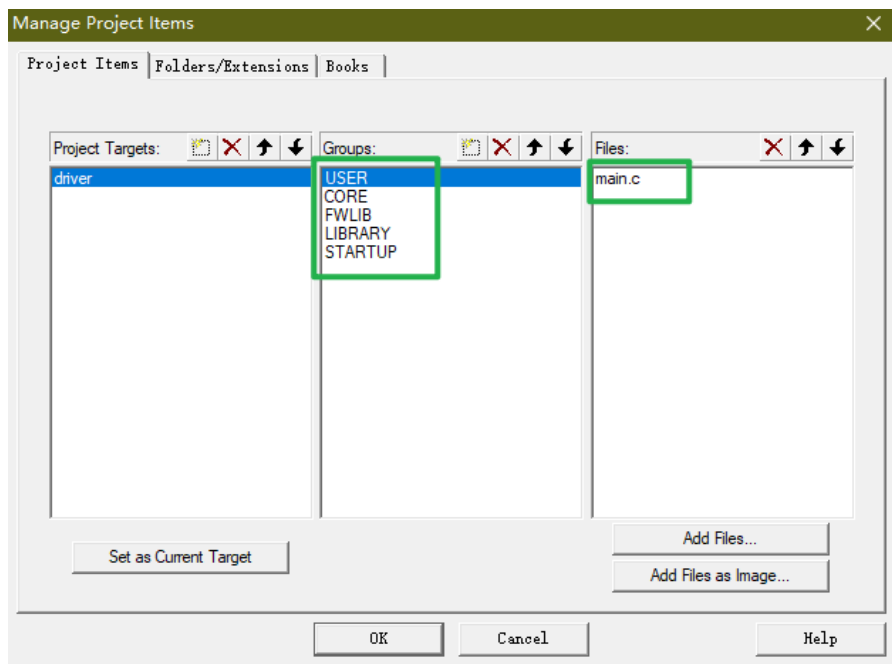 Manage Project Items
Project Items Folders/Extensions Books
Project Targets: Groups: Files:
driver USER main.c
CORE
FWLIB
LIBRARY
STARTUP
Set as Current Target
Add Files...
Add Files as Image...
OK Cancel Help